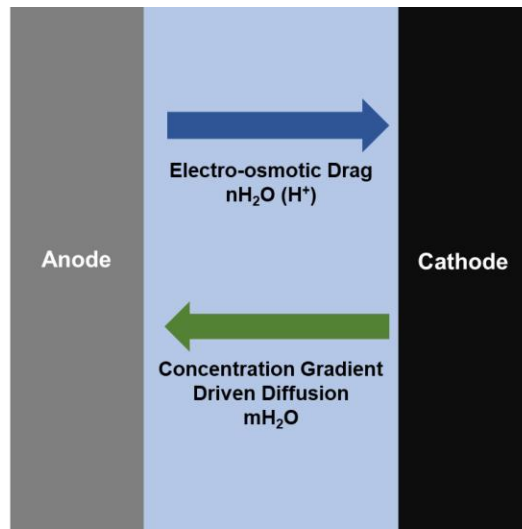 Electro-osmotic Drag
nH₂O (H⁺)
Anode
Cathode
Concentration Gradient
Driven Diffusion
mH₂O